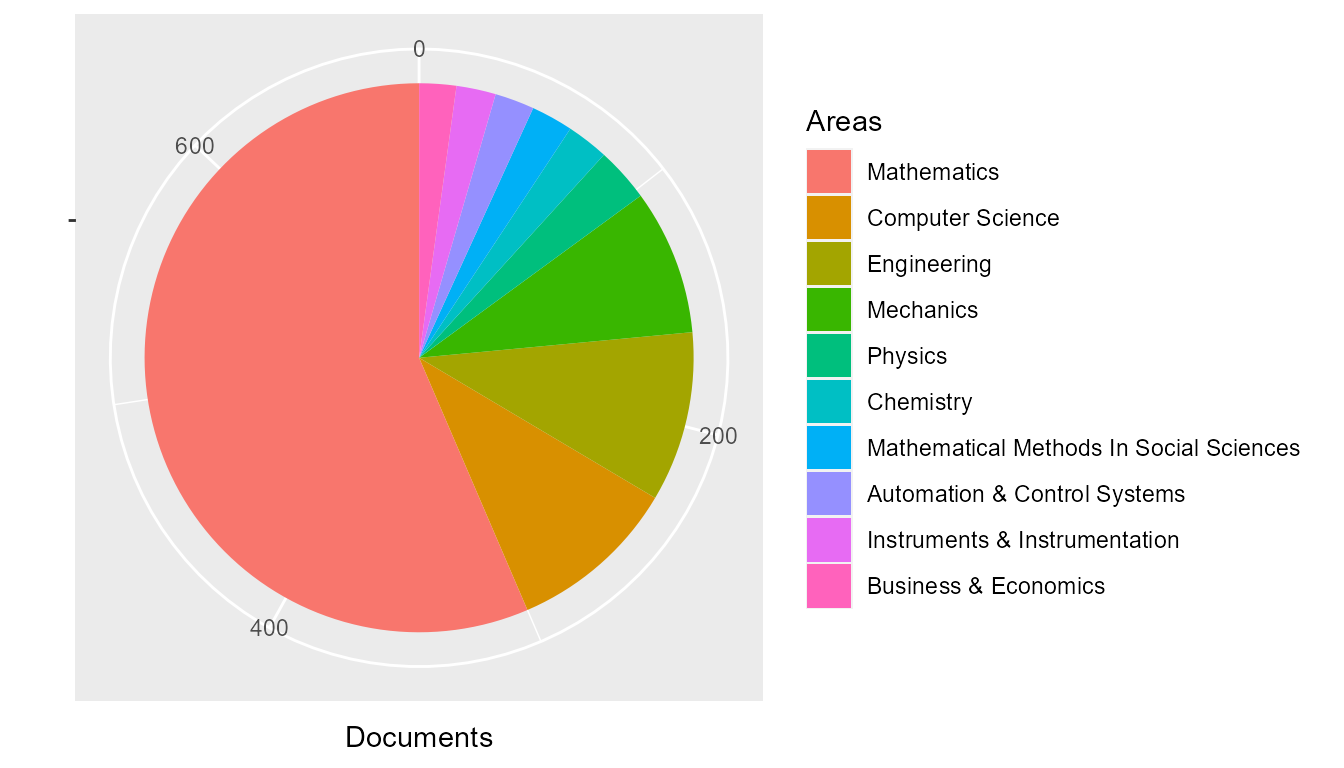 0
600
200
400
Documents
Areas
Mathematics
Computer Science
Engineering
Mechanics
Physics
Chemistry
Mathematical Methods In Social Sciences
Automation & Control Systems
Instruments & Instrumentation
Business & Economics